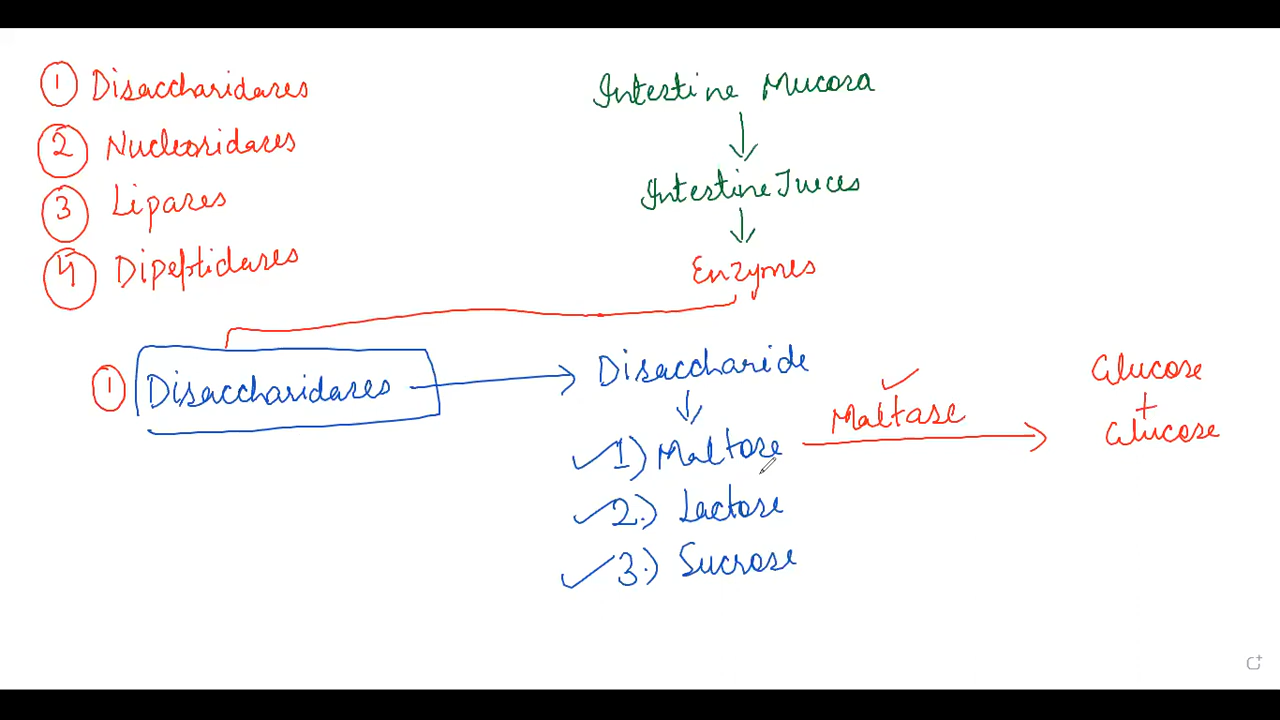 ① Disaccharidases
② Nucleosidases
③ Lipases
④ Dipeptidases
Intestine Mucosa
↓
Intestine Jueces
↓
Enzymes
① Disaccharidases → Disaccharide
↓
✓ 1) Maltose
✓ 2.) Lactose
✓ 3.) Sucrose
✓
Maltase →
Glucose
+
Glucose